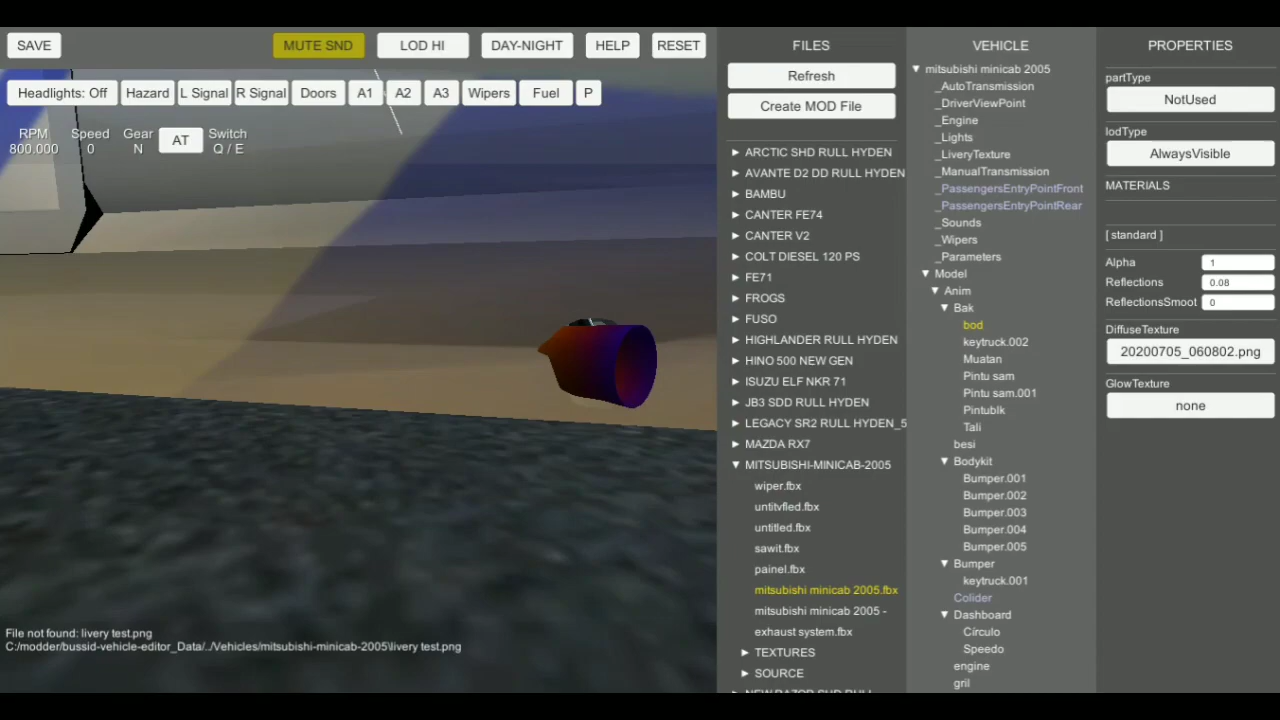 SAVE
MUTE SND
LOD HI
DAY-NIGHT
HELP
RESET
Headlights: Off
Hazard
L Signal
R Signal
Doors
A1
A2
A3
Wipers
Fuel
P
RPM
800.000
Speed
0
Gear
N
AT
Switch
Q / E
File not found: livery test.png
C:/modder/bussid-vehicle-editor_Data/../Vehicles/mitsubishi-minicab-2005\livery test.png
FILES
Refresh
Create MOD File
► ARCTIC SHD RULL HYDEN
► AVANTE D2 DD RULL HYDEN
► BAMBU
► CANTER FE74
► CANTER V2
► COLT DIESEL 120 PS
► FE71
► FROGS
► FUSO
► HIGHLANDER RULL HYDEN
► HINO 500 NEW GEN
► ISUZU ELF NKR 71
► JB3 SDD RULL HYDEN
► LEGACY SR2 RULL HYDEN_5
► MAZDA RX7
▼ MITSUBISHI-MINICAB-2005
wiper.fbx
untitvfled.fbx
untitled.fbx
sawit.fbx
painel.fbx
mitsubishi minicab 2005.fbx
mitsubishi minicab 2005 -
exhaust system.fbx
► TEXTURES
► SOURCE
VEHICLE
▼ mitsubishi minicab 2005
_AutoTransmission
_DriverViewPoint
_Engine
_Lights
_LiveryTexture
_ManualTransmission
_PassengersEntryPointFront
_PassengersEntryPointRear
_Sounds
_Wipers
_Parameters
▼ Model
▼ Anim
▼ Bak
bod
keytruck.002
Muatan
Pintu sam
Pintu sam.001
Pintublk
Tali
besi
▼ Bodykit
Bumper.001
Bumper.002
Bumper.003
Bumper.004
Bumper.005
▼ Bumper
keytruck.001
Colider
▼ Dashboard
Círculo
Speedo
engine
gril
PROPERTIES
partType
NotUsed
lodType
AlwaysVisible
MATERIALS
[ standard ]
Alpha
1
Reflections
0.08
ReflectionsSmoot
0
DiffuseTexture
20200705_060802.png
GlowTexture
none